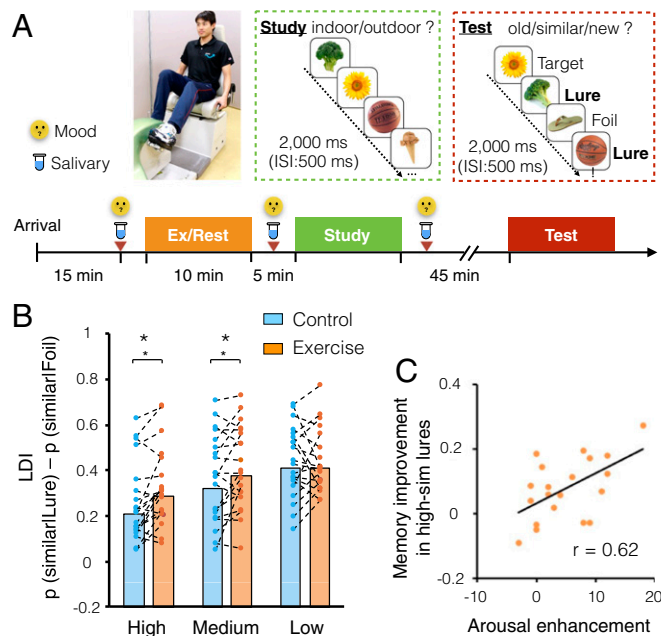 A
Study indoor/outdoor ?
Test old/similar/new ?
Target
Lure
Foil
Lure
2,000 ms
(ISI:500 ms)
...
2,000 ms
(ISI:500 ms)
Mood
Salivary
Arrival
Ex/Rest
Study
Test
15 min
10 min
5 min
45 min
B
Control
Exercise
LDI
p (similar|Lure) – p (similar|Foil)
1
0.8
0.6
0.4
0.2
0
-0.2
*
*
*
*
High
Medium
Low
C
Memory improvement
in high-sim lures
0.4
0.2
0
-0.2
r = 0.62
-10
0
10
20
Arousal enhancement